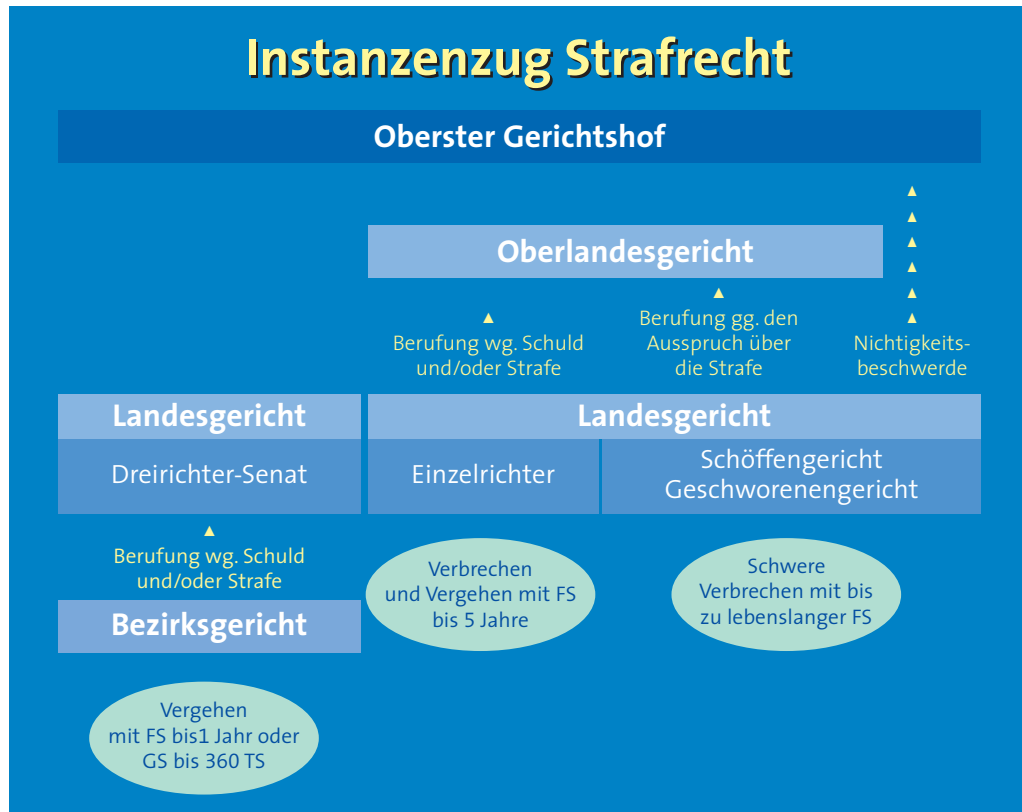 Instanzenzug Strafrecht
Oberster Gerichtshof
Oberlandesgericht
Berufung wg. Schuld
und/oder Strafe
Berufung gg. den
Ausspruch über
die Strafe
Nichtigkeits-
beschwerde
Landesgericht
Dreirichter-Senat
Landesgericht
Einzelrichter
Schöffengericht
Geschworenengericht
Berufung wg. Schuld
und/oder Strafe
Bezirksgericht
Verbrechen
und Vergehen mit FS
bis 5 Jahre
Schwere
Verbrechen mit bis
zu lebenslanger FS
Vergehen
mit FS bis1 Jahr oder
GS bis 360 TS